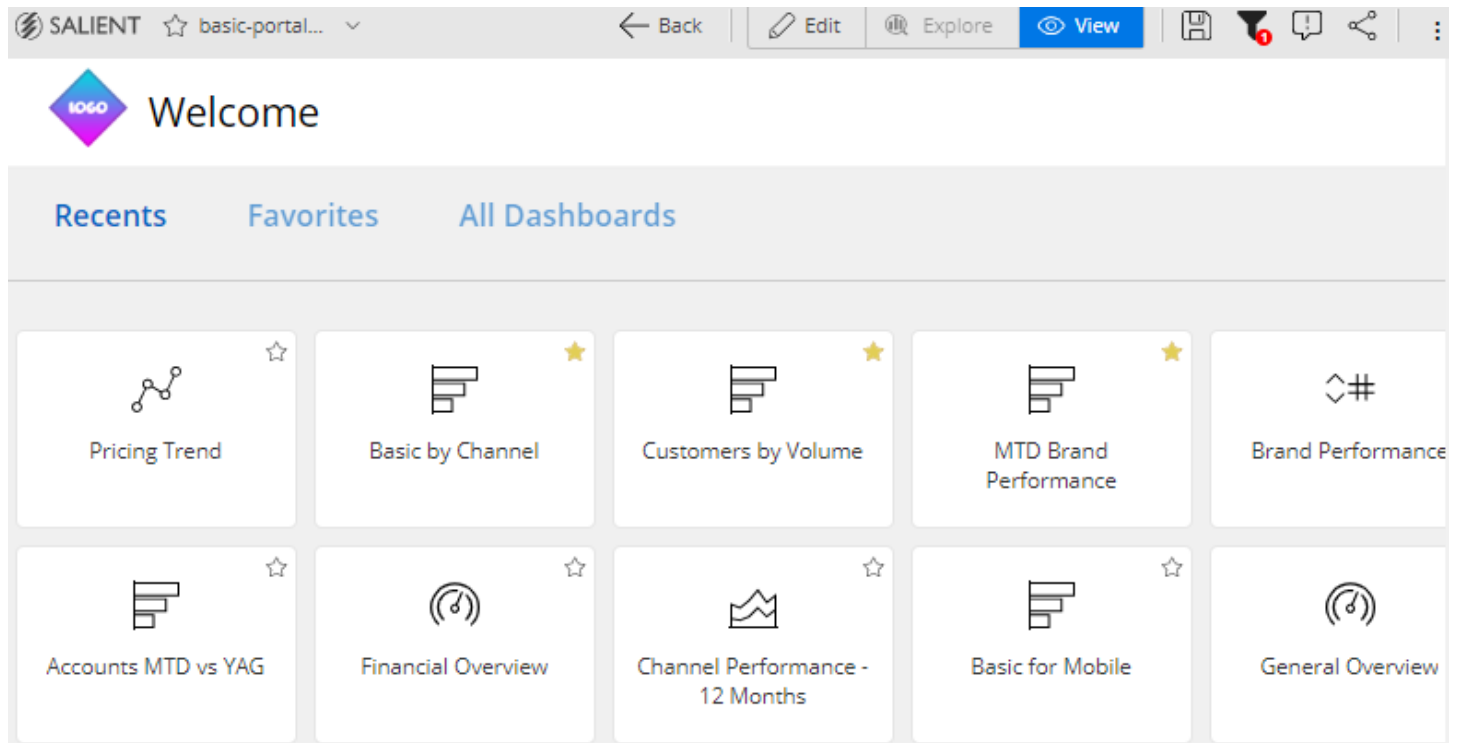 SALIENT basic-portal... Back Edit Explore View 1
LOGO Welcome
Recents Favorites All Dashboards
Pricing Trend
Basic by Channel
Customers by Volume
MTD Brand
Performance
Brand Performance
Accounts MTD vs YAG
Financial Overview
Channel Performance -
12 Months
Basic for Mobile
General Overview